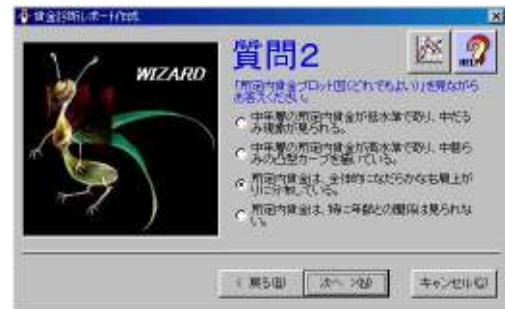 賃金診断レポート作成
WIZARD
質問2
HELP
「所定内賃金プロット図(どれでもよい)」を見ながら
お答えください。
中年層の所定内賃金が低水準で寄り、中だる
み現象が見られる。
中年層の所定内賃金が高水準で寄り、中膨ら
みの凸型カーブを描いている。
所定内賃金は、全体的になだらかな右肩上が
りに分布している。
所定内賃金は、特に年齢との関係は見られな
い。
< 戻る(B)
次へ >(N)
キャンセル(C)